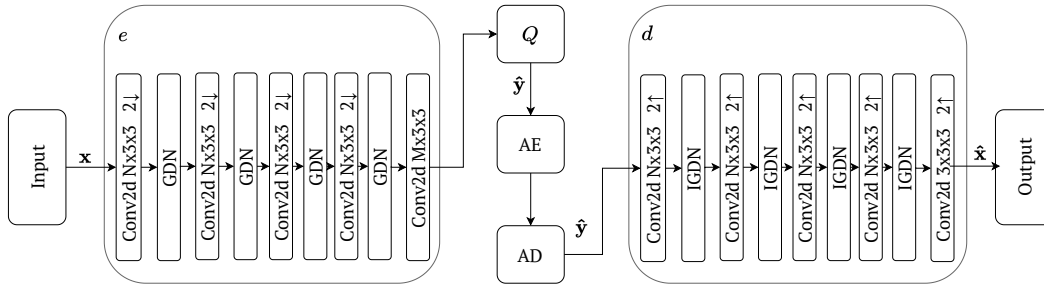 Input
x
e
Conv2d Nx3x3 2↓
GDN
Conv2d Nx3x3 2↓
GDN
Conv2d Nx3x3 2↓
GDN
Conv2d Nx3x3 2↓
GDN
Conv2d Mx3x3
Q
ŷ
AE
AD
ŷ
d
Conv2d Nx3x3 2↑
IGDN
Conv2d Nx3x3 2↑
IGDN
Conv2d Nx3x3 2↑
IGDN
Conv2d Nx3x3 2↑
IGDN
Conv2d 3x3x3 2↑
x̂
Output